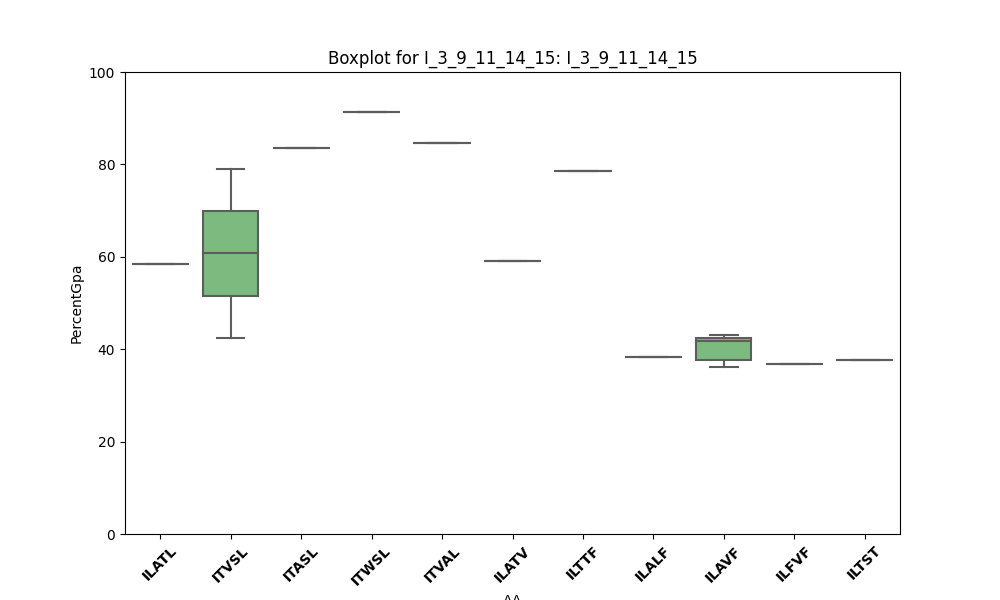 Boxplot for I_3_9_11_14_15: I_3_9_11_14_15
PercentGpa
100
80
60
40
20
0
ILATL
ITVSL
ITASL
ITWSL
ITVAL
ILATV
ILTTF
ILALF
ILAVF
ILFVF
ILTST
AA